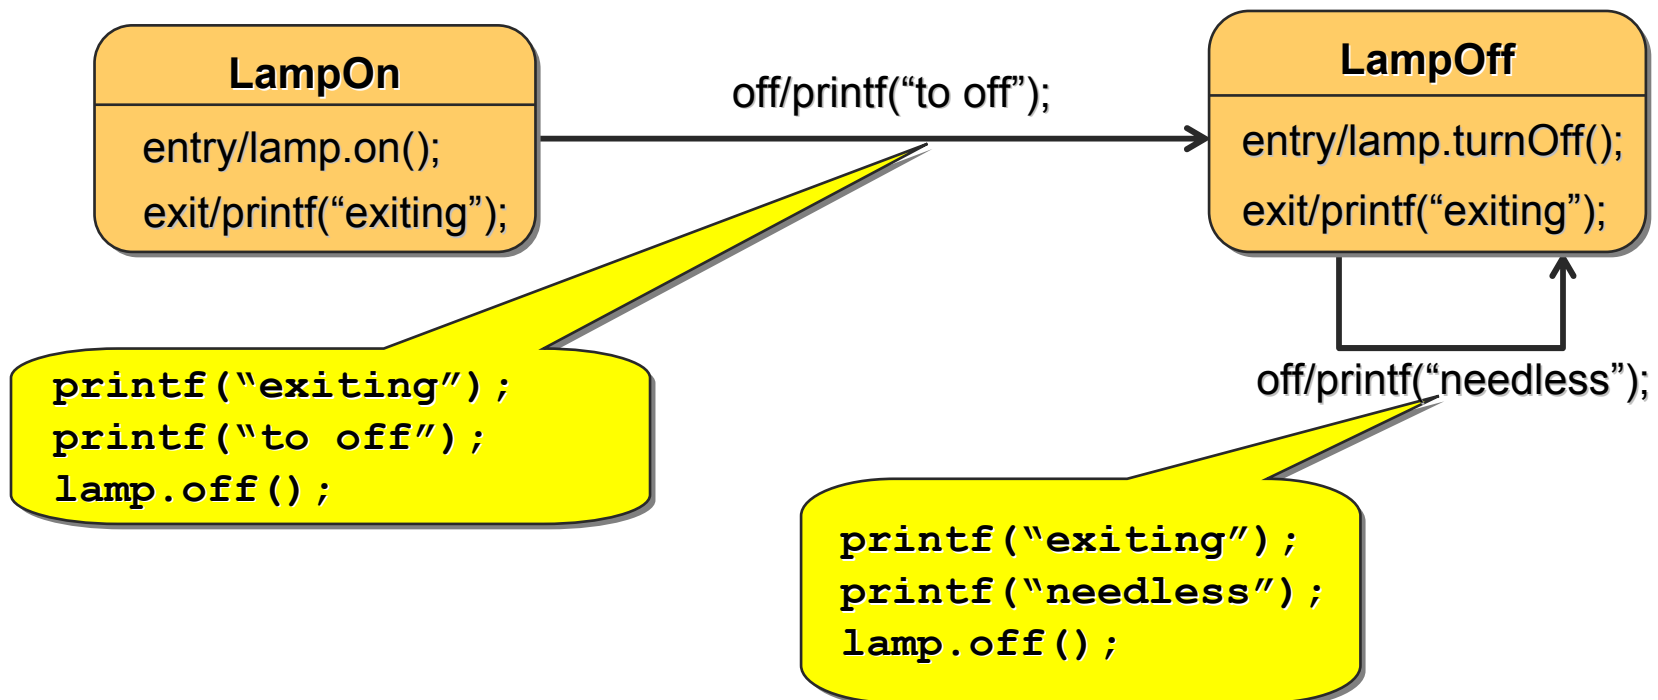 LampOn
entry/lamp.on();
exit/printf(“exiting”);
off/printf(“to off”);
LampOff
entry/lamp.turnOff();
exit/printf(“exiting”);
off/printf(“needless”);
printf(“exiting”);
printf(“to off”);
lamp.off();
printf(“exiting”);
printf(“needless”);
lamp.off();